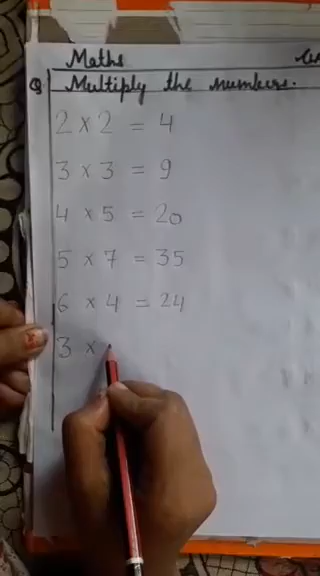 Maths
Q Multiply the numbers.
2 × 2 = 4
3 × 3 = 9
4 × 5 = 20
5 × 7 = 35
6 × 4 = 24
3 ×